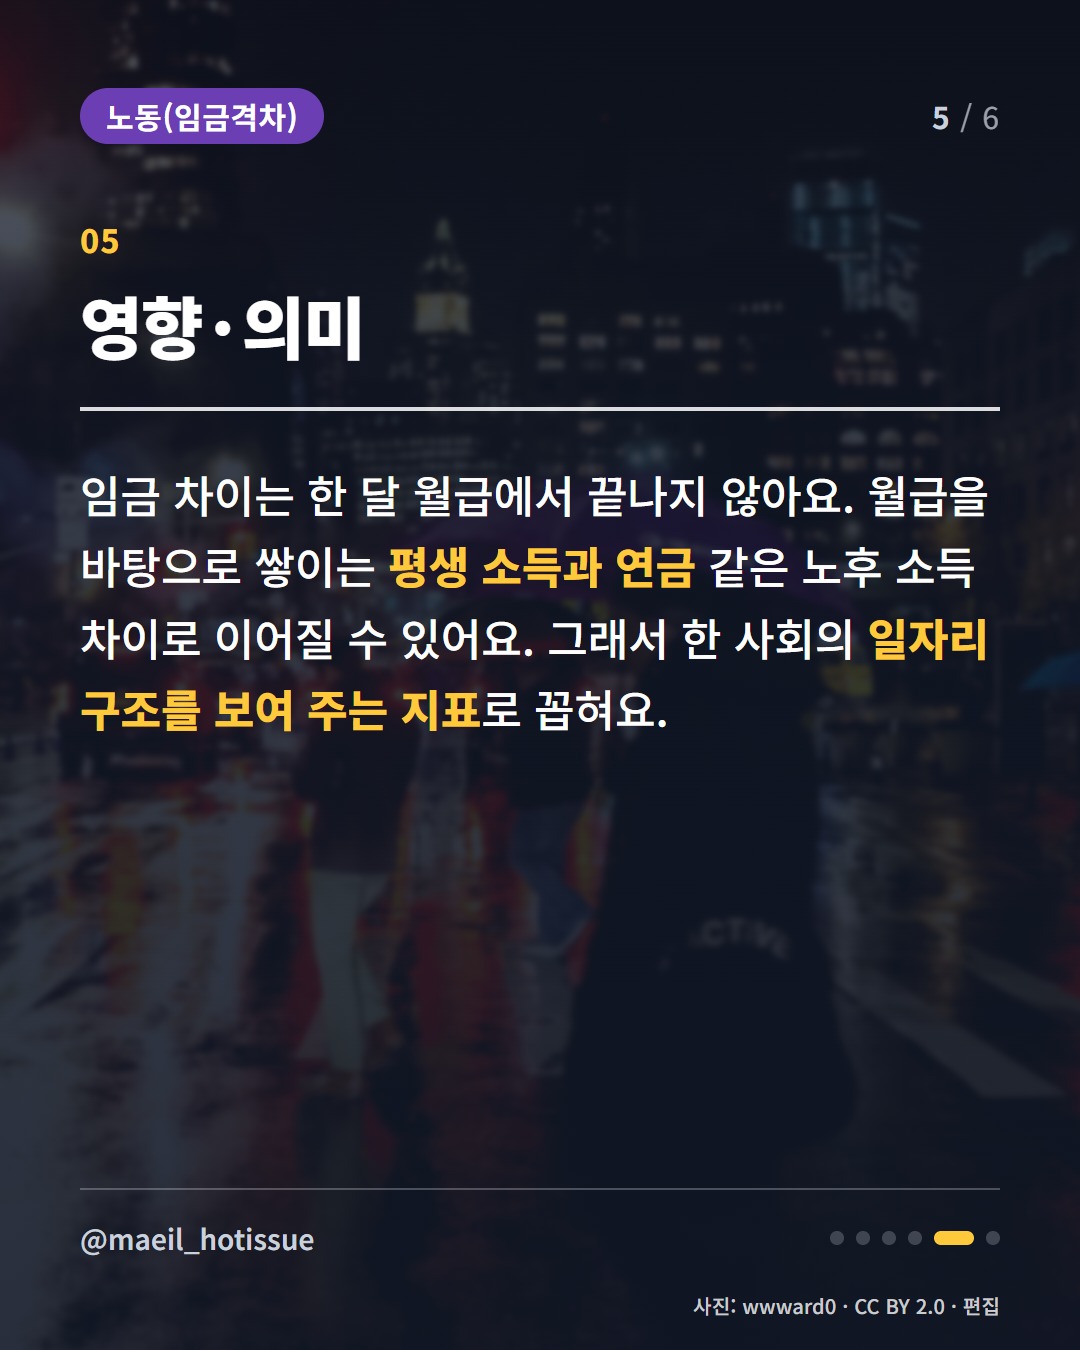 노동(임금격차)
5 / 6
05
영향·의미
임금 차이는 한 달 월급에서 끝나지 않아요. 월급을
바탕으로 쌓이는 평생 소득과 연금 같은 노후 소득
차이로 이어질 수 있어요. 그래서 한 사회의 일자리
구조를 보여 주는 지표로 꼽혀요.
CTIVE
@maeil_hotissue
사진: wwward0 · CC BY 2.0 · 편집